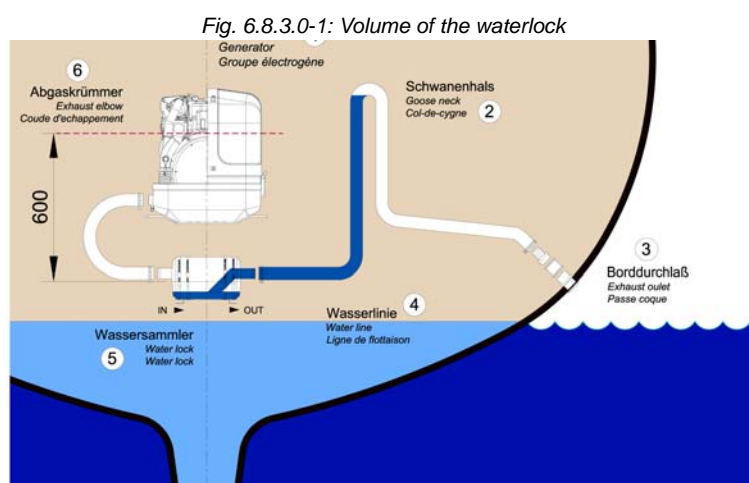 Fig. 6.8.3.0-1: Volume of the waterlock
Generator
Groupe électrogène
6
Abgaskrümmer
Exhaust elbow
Coude d'echappement
Schwanenhals
Goose neck
Col-de-cygne
2
600
3
Borddurchlaß
Exhaust oulet
Passe coque
IN
OUT
4
Wasserlinie
Water line
Ligne de flottaison
Wassersammler
Water lock
Water lock
5